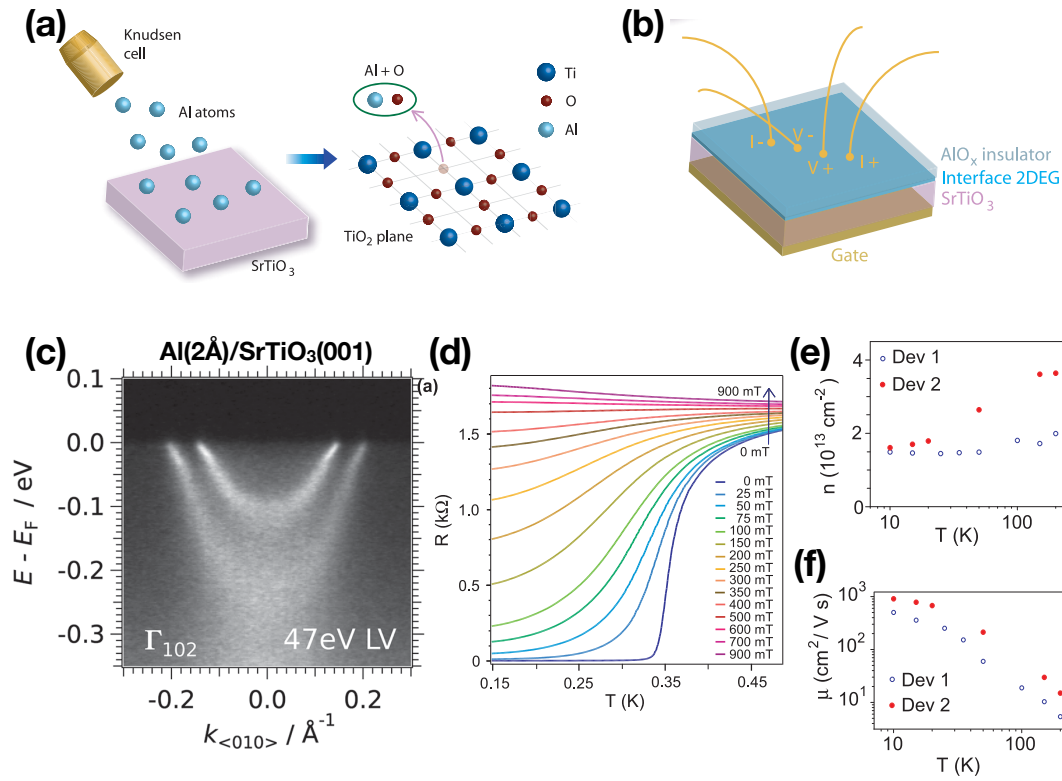 (a)
Knudsen
cell
Al atoms
SrTiO3
Al + O
TiO2 plane
Ti
O
Al
(b)
I-
V-
V+
I+
AlOx insulator
Interface 2DEG
SrTiO3
Gate
(c)
Al(2Å)/SrTiO3(001)
0.1
0.0
-0.1
-0.2
-0.3
E - EF / eV
Γ102
47eV LV
-0.2
0.0
0.2
k<010> / Å-1
(d)
(a)
R (kΩ)
1.5
1
0.5
0
900 mT
0 mT
0 mT
25 mT
50 mT
75 mT
100 mT
150 mT
200 mT
250 mT
300 mT
350 mT
400 mT
500 mT
600 mT
700 mT
900 mT
0.15
0.25
0.35
0.45
T (K)
(e)
n (10^13 cm^-2)
4
2
0
Dev 1
Dev 2
10
100
T (K)
(f)
μ (cm^2/ V s)
10^3
10^2
10^1
Dev 1
Dev 2
10
100
T (K)